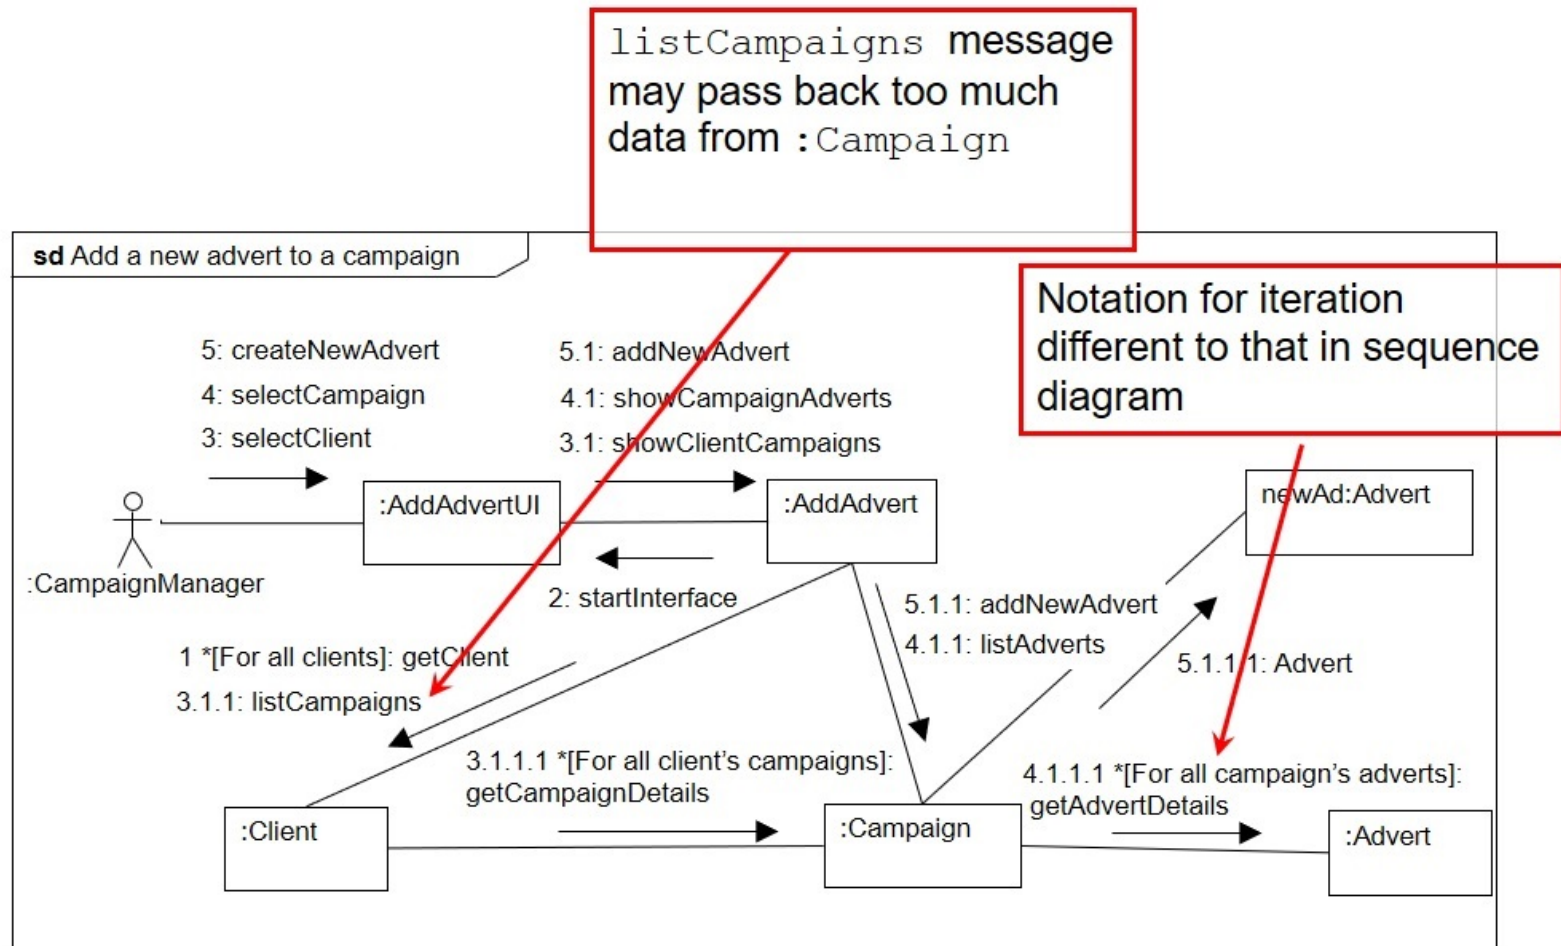 listCampaigns message
may pass back too much
data from :Campaign
sd Add a new advert to a campaign
Notation for iteration
different to that in sequence
diagram
5: createNewAdvert
4: selectCampaign
3: selectClient
5.1: addNewAdvert
4.1: showCampaignAdverts
3.1: showClientCampaigns
:CampaignManager
:AddAdvertUI
:AddAdvert
newAd:Advert
2: startInterface
5.1.1: addNewAdvert
4.1.1: listAdverts
5.1.1.1: Advert
1 *[For all clients]: getClient
3.1.1: listCampaigns
3.1.1.1 *[For all client's campaigns]:
getCampaignDetails
4.1.1.1 *[For all campaign's adverts]:
getAdvertDetails
:Client
:Campaign
:Advert